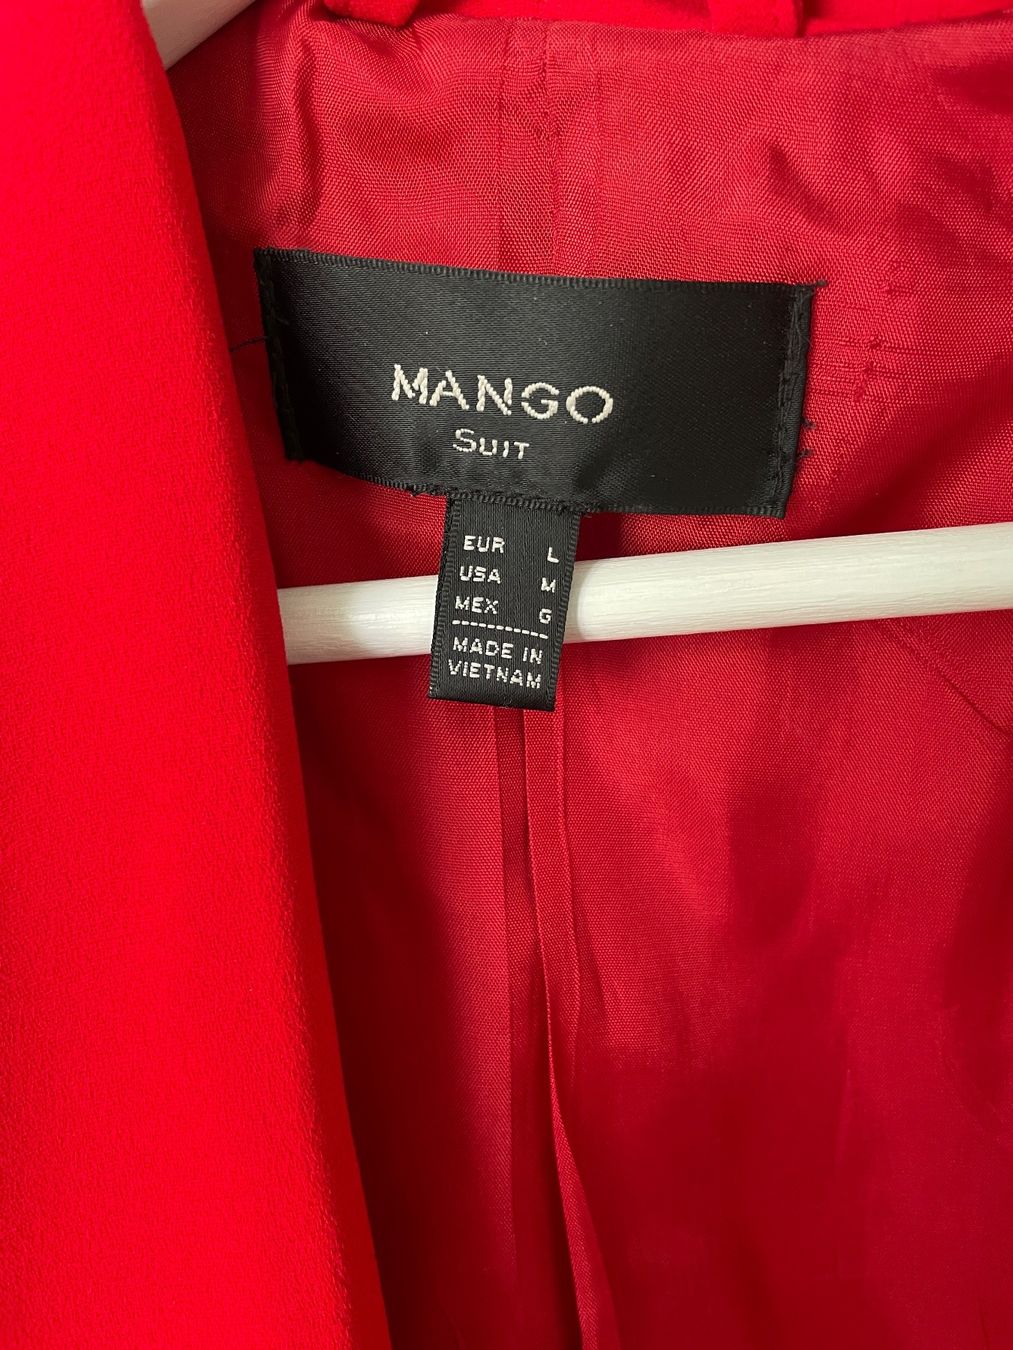 MANGO
SUIT
EUR L
USA M
MEX G
MADE IN
VIETNAM